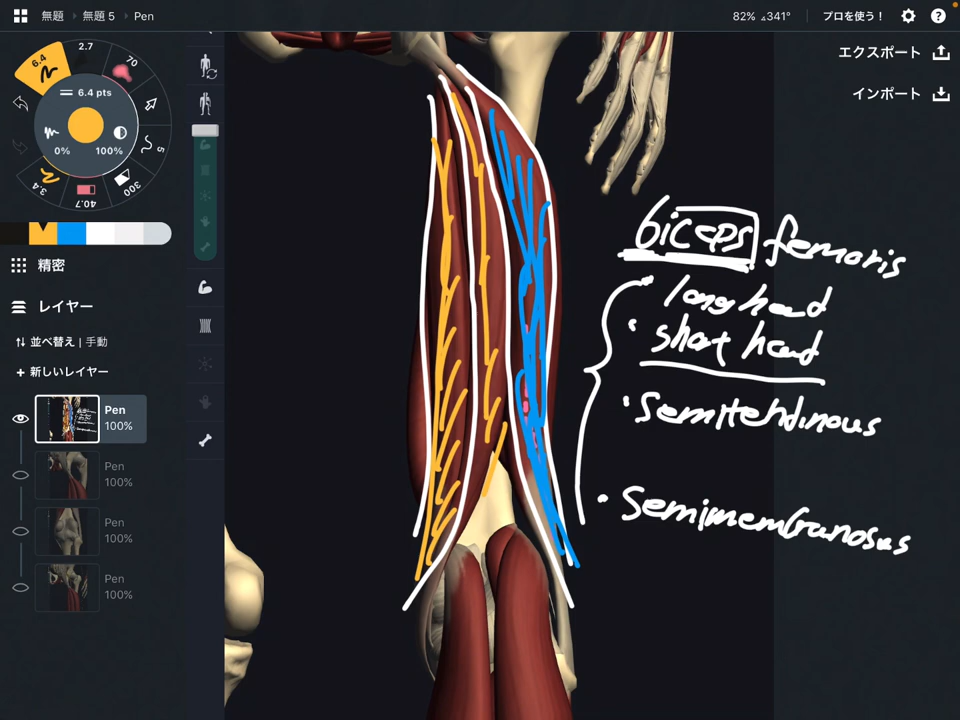 無題 › 無題 5 › Pen
82% ⊿341°
プロを使う！
エクスポート
インポート
2.7
6.4
70
6.4 pts
0% 100%
5
3.4
40.7
300
精密
レイヤー
並べ替え | 手動
+ 新しいレイヤー
Pen
100%
Pen
100%
Pen
100%
Pen
100%
biceps femoris
long head
short head
Semitendinous
Semimembranosus